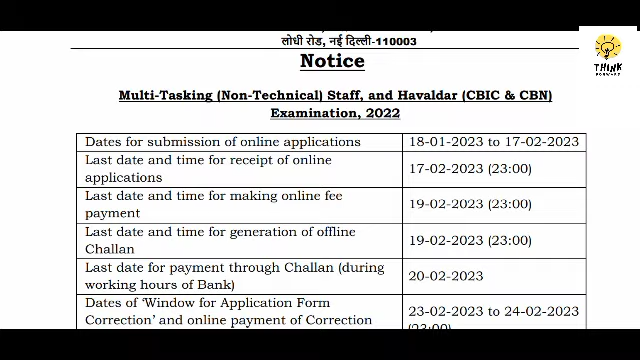 लोधी रोड, नई दिल्ली-110003
Notice
Multi-Tasking (Non-Technical) Staff, and Havaldar (CBIC & CBN)
Examination, 2022
Dates for submission of online applications
18-01-2023 to 17-02-2023
Last date and time for receipt of online
applications
17-02-2023 (23:00)
Last date and time for making online fee
payment
19-02-2023 (23:00)
Last date and time for generation of offline
Challan
19-02-2023 (23:00)
Last date for payment through Challan (during
working hours of Bank)
20-02-2023
Dates of ‘Window for Application Form
Correction’ and online payment of Correction
23-02-2023 to 24-02-2023
(23:00)
THINK
FORWARD